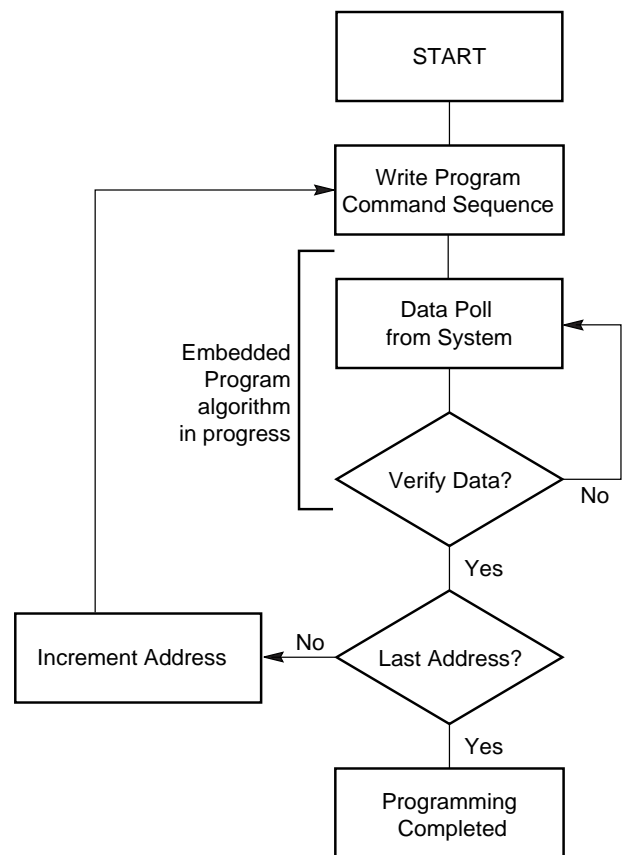 START
Write Program
Command Sequence
Data Poll
from System
Embedded
Program
algorithm
in progress
Verify Data?
No
Yes
Increment Address
No
Last Address?
Yes
Programming
Completed